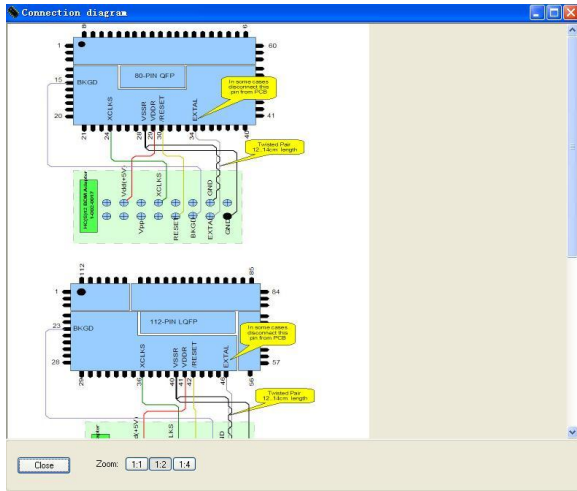 Connection diagram
1
60
15
BKGD
80-PIN QFP
In some cases
disconnect this
pin from PCB
XCLKS
VSSR
VDDR
/RESET
EXTAL
20
41
21
24
28
29
30
34
40
Twisted Pair
12..14cm length
Vdd(+5V)
XCLKS
GND
Vpp
RESET
BKGD
EXTAL
GND
112
85
1
84
23
BKGD
112-PIN LQFP
In some cases
disconnect this
pin from PCB
XCLKS
VSSR
VDDR
/RESET
EXTAL
28
57
29
36
40
41
42
46
56
Twisted Pair
12..14cm length
Close
Zoom:
1:1
1:2
1:4